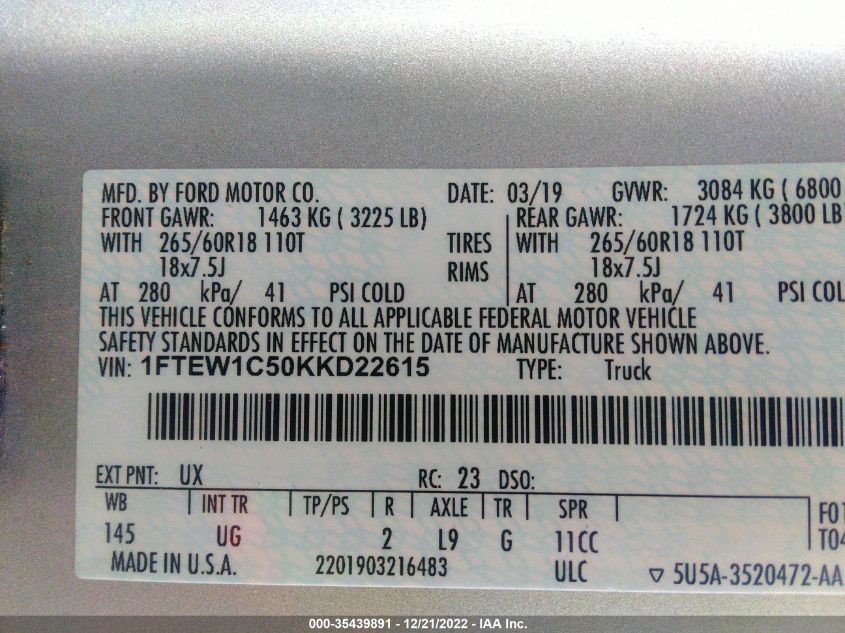 MFD. BY FORD MOTOR CO. DATE: 03/19 GVWR: 3084 KG ( 6800
FRONT GAWR: 1463 KG ( 3225 LB) REAR GAWR: 1724 KG ( 3800 LB)
WITH 265/60R18 110T TIRES WITH 265/60R18 110T
18x7.5J RIMS 18x7.5J
AT 280 kPa/ 41 PSI COLD AT 280 kPa/ 41 PSI COL
THIS VEHICLE CONFORMS TO ALL APPLICABLE FEDERAL MOTOR VEHICLE
SAFETY STANDARDS IN EFFECT ON THE DATE OF MANUFACTURE SHOWN ABOVE.
VIN: 1FTEW1C50KKD22615 TYPE: Truck
EXT PNT: UX RC: 23 DSO:
WB INT TR TP/PS R AXLE TR SPR F01
145 UG 2 L9 G 11CC T04
MADE IN U.S.A. 2201903216483 ULC ▽ 5U5A-3520472-AA
000-35439891 - 12/21/2022 - IAA Inc.